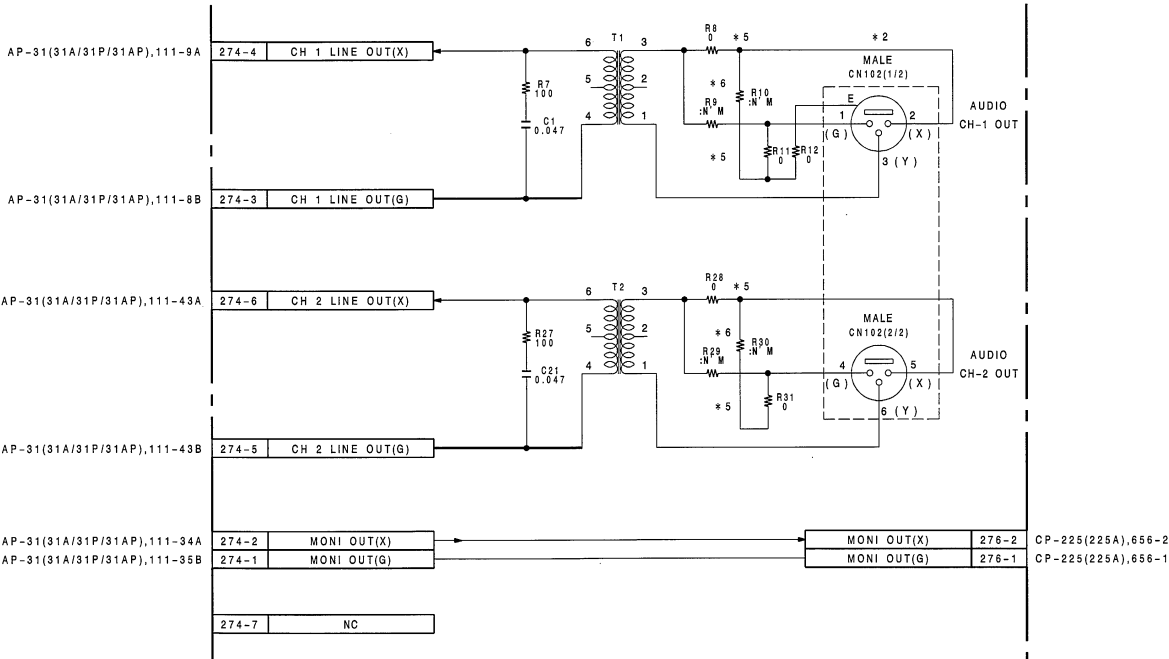 AP-31(31A/31P/31AP),111-9A 274-4 CH 1 LINE OUT(X)
6 T1 3
5 2
4 1
R7
100
C1
0.047
R8
0
*5
*2
*6
R10
:N'M
R9
:N'M
*5
R11
0
R12
0
MALE
CN102(1/2)
E
1 2
(G) (X)
3 (Y)
AUDIO
CH-1 OUT
AP-31(31A/31P/31AP),111-8B 274-3 CH 1 LINE OUT(G)
AP-31(31A/31P/31AP),111-43A 274-6 CH 2 LINE OUT(X)
6 T2 3
5 2
4 1
R27
100
C21
0.047
R28
0
*5
*6
R30
:N'M
R29
:N'M
*5
R31
0
MALE
CN102(2/2)
4 5
(G) (X)
6 (Y)
AUDIO
CH-2 OUT
AP-31(31A/31P/31AP),111-43B 274-5 CH 2 LINE OUT(G)
AP-31(31A/31P/31AP),111-34A 274-2 MONI OUT(X) MONI OUT(X) 276-2 CP-225(225A),656-2
AP-31(31A/31P/31AP),111-35B 274-1 MONI OUT(G) MONI OUT(G) 276-1 CP-225(225A),656-1
274-7 NC